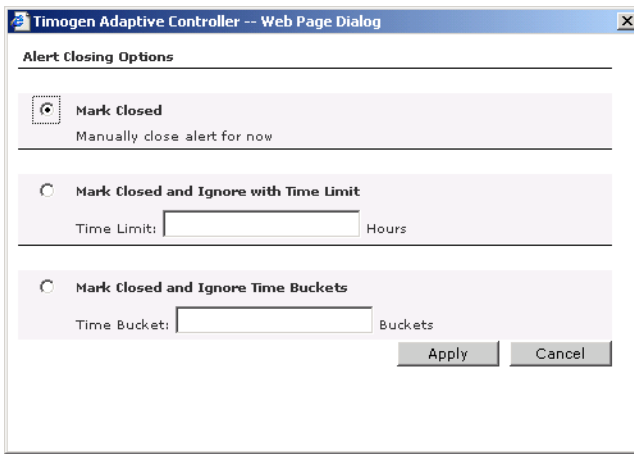 Timogen Adaptive Controller -- Web Page Dialog
Alert Closing Options
Mark Closed
Manually close alert for now
Mark Closed and Ignore with Time Limit
Time Limit: Hours
Mark Closed and Ignore Time Buckets
Time Bucket: Buckets
Apply Cancel